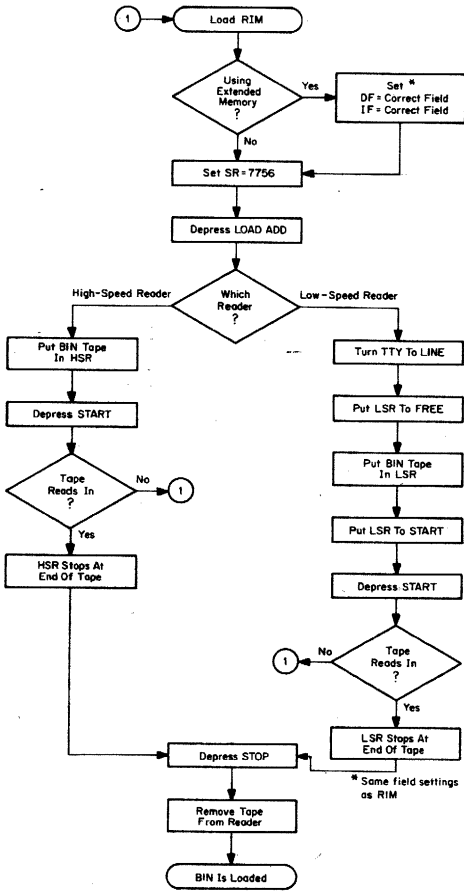 1
Load RIM
Using
Extended
Memory
?
Yes
Set *
DF = Correct Field
IF = Correct Field
No
Set SR = 7756
Depress LOAD ADD
Which
Reader
?
High-Speed Reader
Low-Speed Reader
Put BIN Tape
In HSR
Depress START
Tape
Reads In
?
No
1
Yes
HSR Stops At
End Of Tape
Turn TTY To LINE
Put LSR To FREE
Put BIN Tape
In LSR
Put LSR To START
Depress START
Tape
Reads In
?
No
1
Yes
LSR Stops At
End Of Tape
* Same field settings
as RIM
Depress STOP
Remove Tape
From Reader
BIN Is Loaded